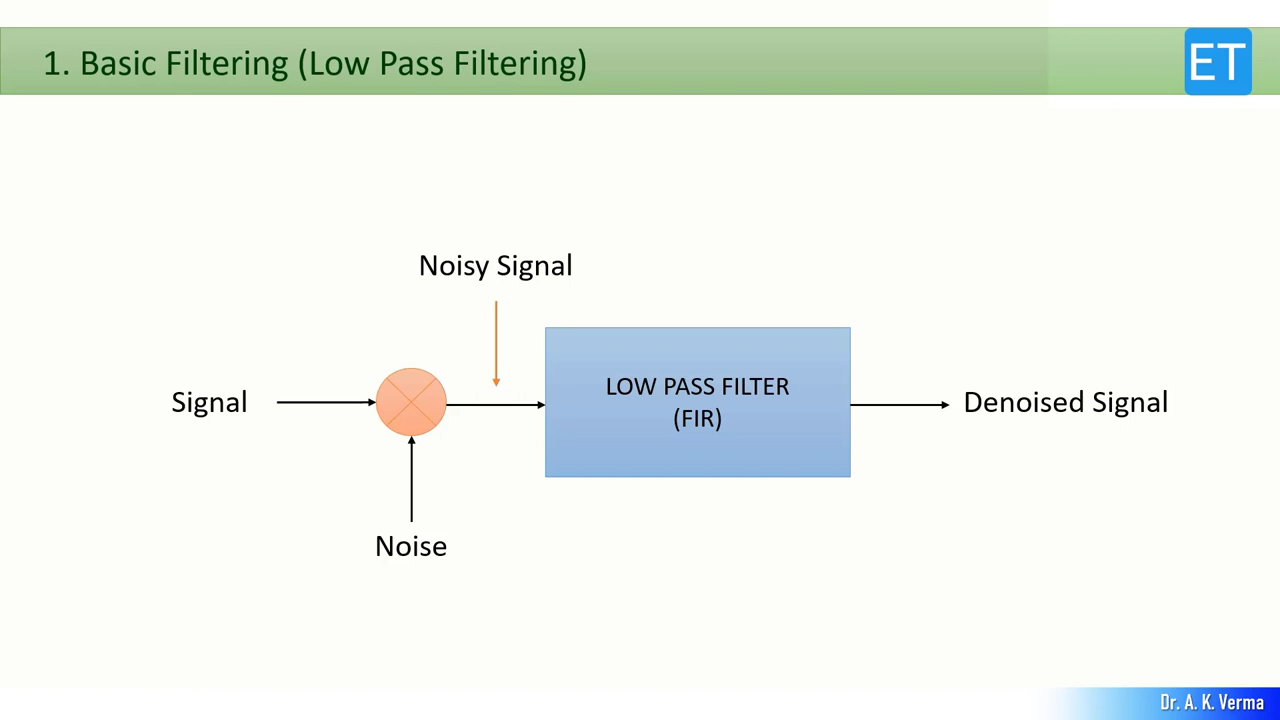 1. Basic Filtering (Low Pass Filtering)
ET
Noisy Signal
LOW PASS FILTER
(FIR)
Signal
Denoised Signal
Noise
Dr. A. K. Verma